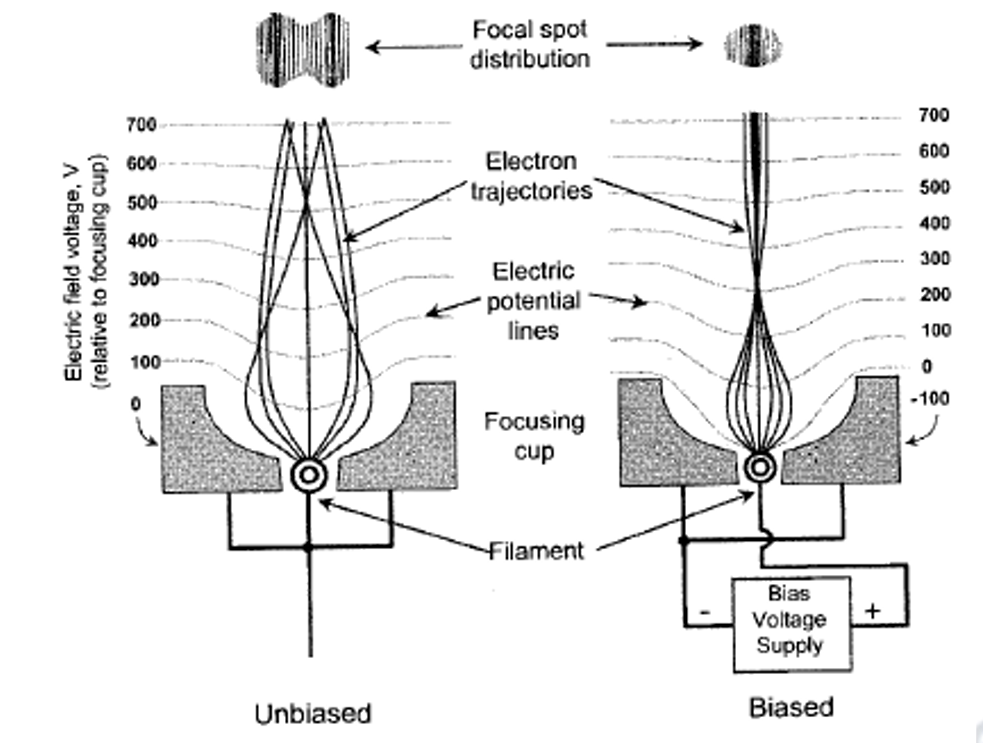 Focal spot
distribution
700
600
500
400
300
200
100
0
Electric field voltage, V
(relative to focusing cup)
Electron
trajectories
Electric
potential
lines
Focusing
cup
Filament
700
600
500
400
300
200
100
0
-100
-
Bias
Voltage
Supply
+
Unbiased
Biased